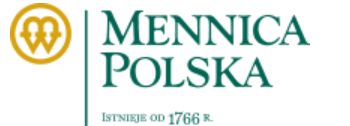 MENNICA
POLSKA
ISTNIEJE OD 1766 R.